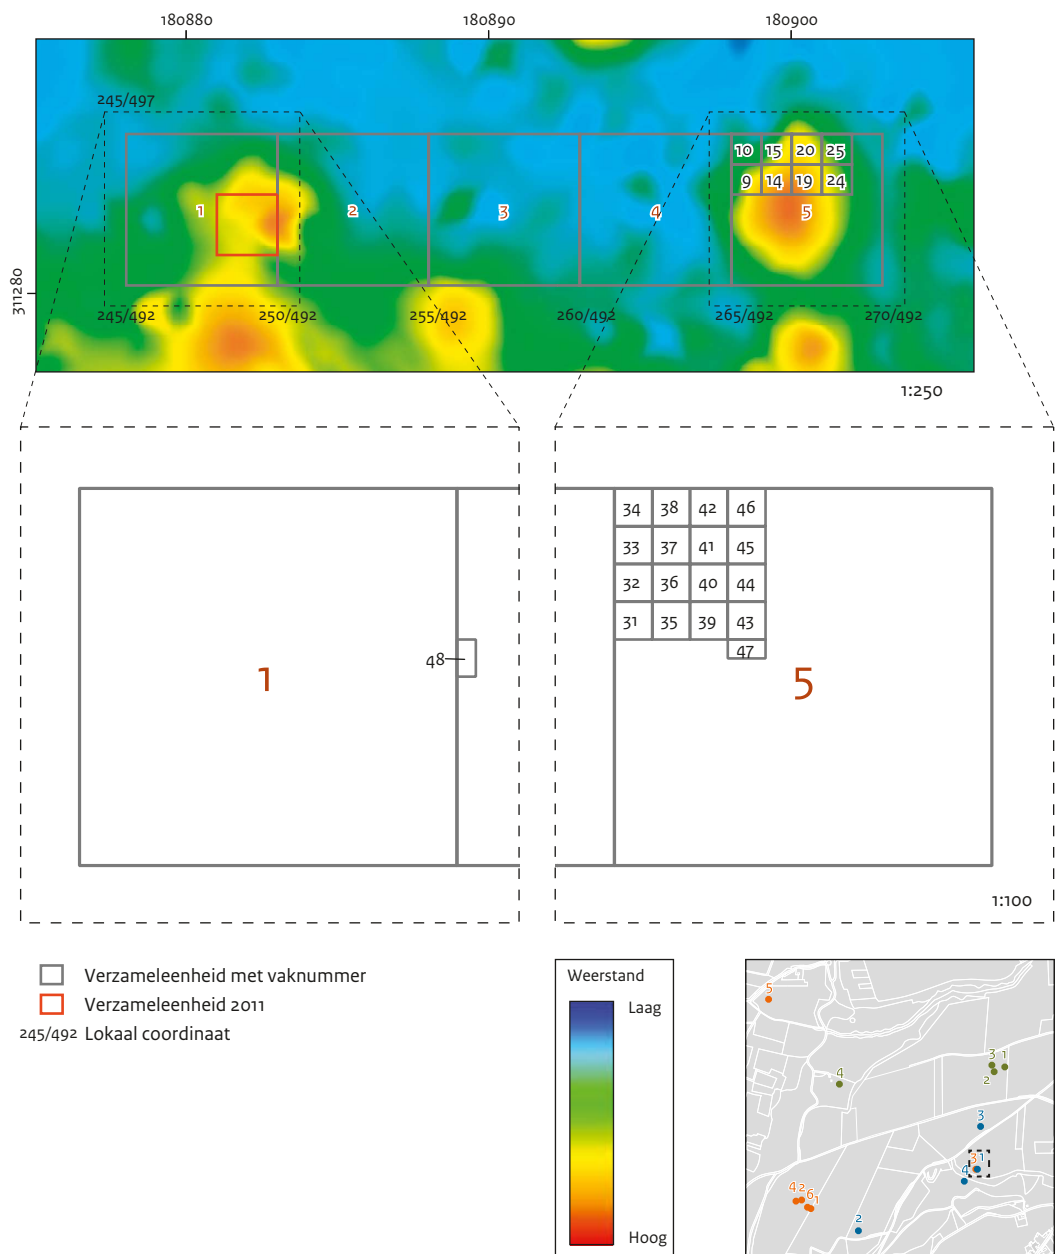 180880 180890 180900
245/497
10 15 20 25
9 14 19 24
1 2 3 4 5
311280
245/492 250/492 255/492 260/492 265/492 270/492
1:250
34 38 42 46
33 37 41 45
32 36 40 44
31 35 39 43
47
48
1
5
1:100
Verzameleenheid met vaknummer
Verzameleenheid 2011
245/492 Lokaal coordinaat
Weerstand
Laag
Hoog
5
3 1
2
4
3
3 1
4
4 2 6 1
2